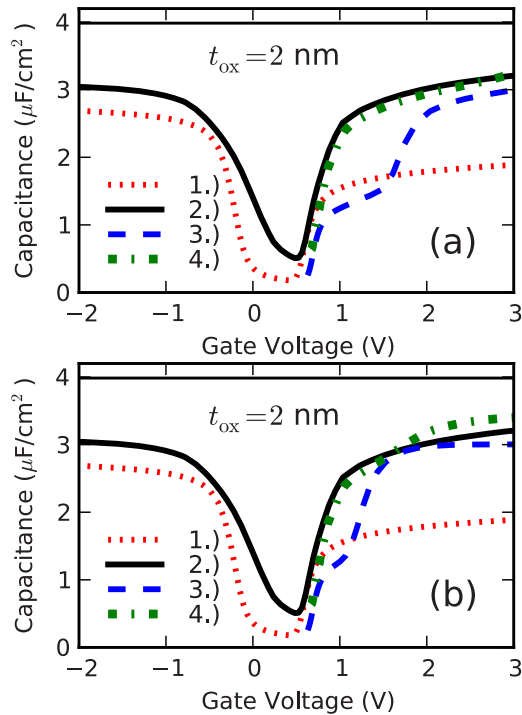 4
3
2
1
0
Capacitance (μF/cm² )
t_ox=2 nm
1.)
2.)
3.)
4.)
(a)
−2 −1 0 1 2 3
Gate Voltage (V)
4
3
2
1
0
Capacitance (μF/cm² )
t_ox=2 nm
1.)
2.)
3.)
4.)
(b)
−2 −1 0 1 2 3
Gate Voltage (V)